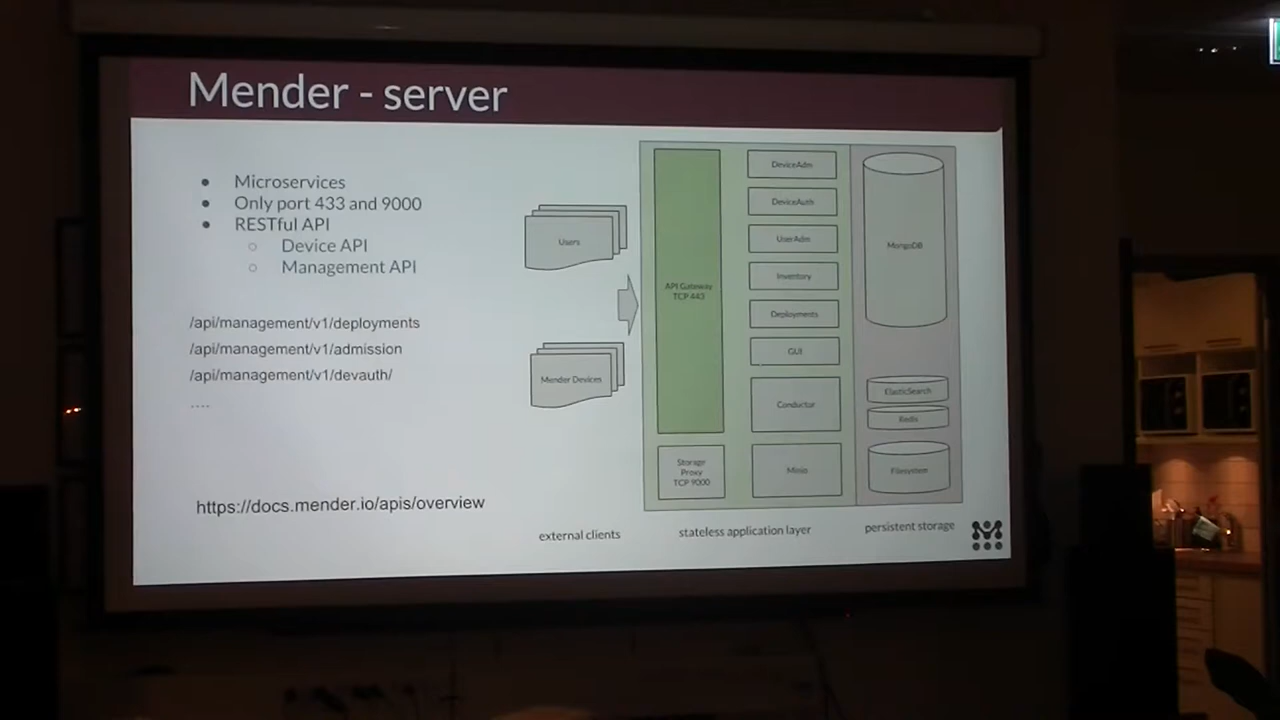 Mender - server
Microservices
Only port 433 and 9000
RESTful API
Device API
Management API
/api/management/v1/deployments
/api/management/v1/admission
/api/management/v1/devauth/
....
https://docs.mender.io/apis/overview
Users
Mender Devices
external clients
API Gateway
TCP 443
Storage
Proxy
TCP 9000
DeviceAdm
DeviceAuth
UserAdm
Inventory
Deployments
GUI
Conductor
Minio
stateless application layer
MongoDB
ElasticSearch
Redis
Filesystem
persistent storage